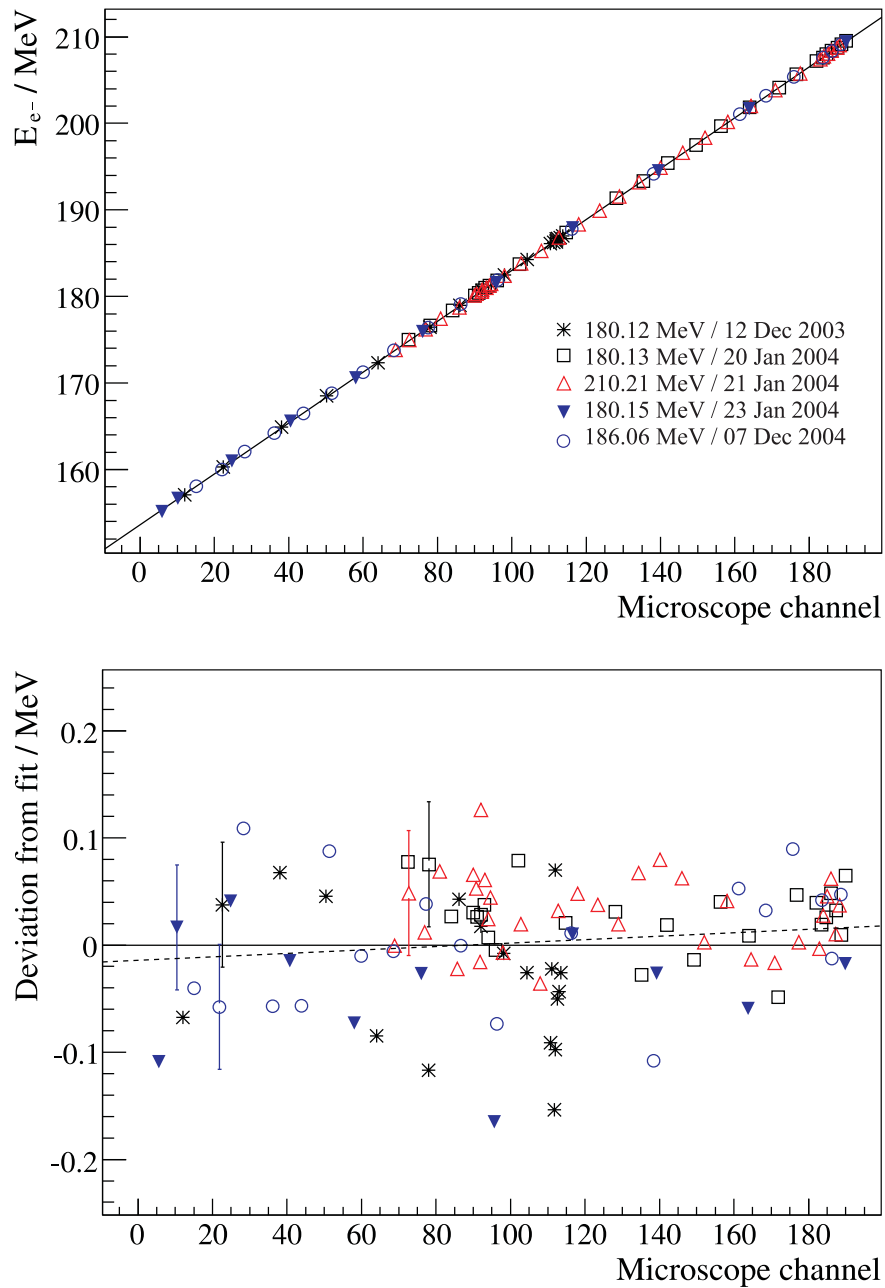 E_{e^-} / MeV
210
200
190
180
170
160
180.12 MeV / 12 Dec 2003
180.13 MeV / 20 Jan 2004
210.21 MeV / 21 Jan 2004
180.15 MeV / 23 Jan 2004
186.06 MeV / 07 Dec 2004
0 20 40 60 80 100 120 140 160 180
Microscope channel
Deviation from fit / MeV
0.2
0.1
0
-0.1
-0.2
0 20 40 60 80 100 120 140 160 180
Microscope channel